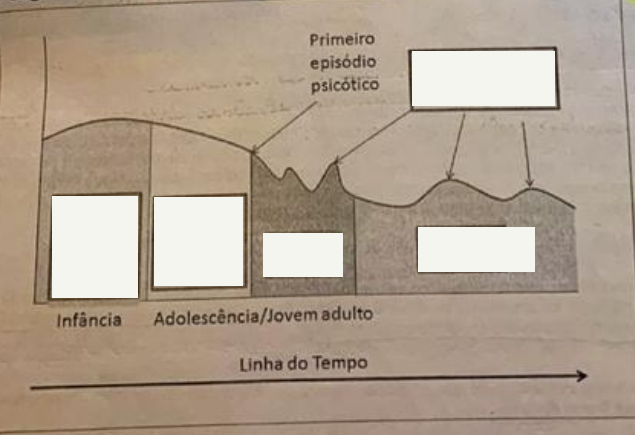 Primeiro
episódio
psicótico
Infância
Adolescência/Jovem adulto
Linha do Tempo